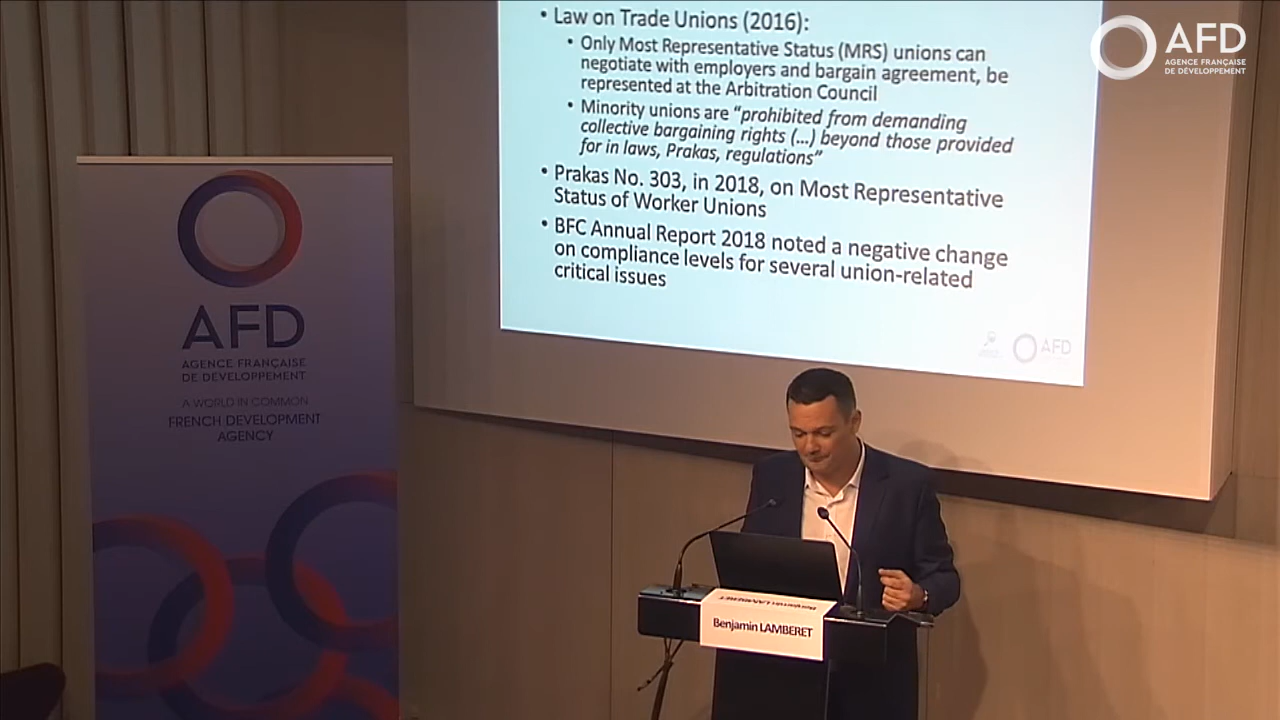 • Law on Trade Unions (2016):
• Only Most Representative Status (MRS) unions can
negotiate with employers and bargain agreement, be
represented at the Arbitration Council
• Minority unions are “prohibited from demanding
collective bargaining rights (...) beyond those provided
for in laws, Prakas, regulations”
• Prakas No. 303, in 2018, on Most Representative
Status of Worker Unions
• BFC Annual Report 2018 noted a negative change
on compliance levels for several union-related
critical issues
AFD
AFD
AGENCE FRANÇAISE
DE DÉVELOPPEMENT
AFD
AGENCE FRANÇAISE
DE DÉVELOPPEMENT
A WORLD IN COMMON
FRENCH DEVELOPMENT
AGENCY
Benjamin LAMBERET
Benjamin LAMBERET